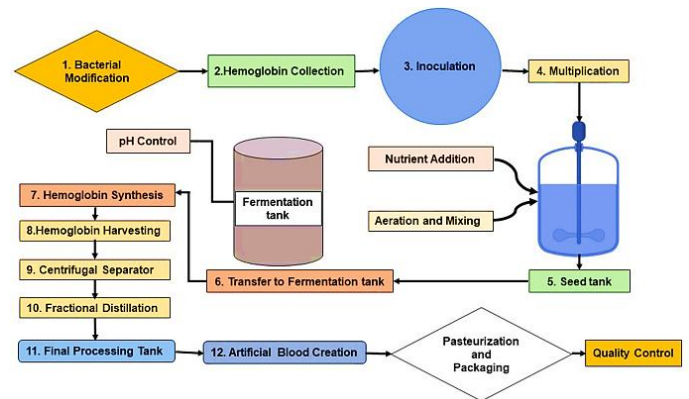 1. Bacterial
Modification
2.Hemoglobin Collection
3. Inoculation
4. Multiplication
pH Control
Fermentation
tank
Nutrient Addition
Aeration and Mixing
7. Hemoglobin Synthesis
8.Hemoglobin Harvesting
9. Centrifugal Separator
10. Fractional Distillation
6. Transfer to Fermentation tank
5. Seed tank
11. Final Processing Tank
12. Artificial Blood Creation
Pasteurization
and
Packaging
Quality Control